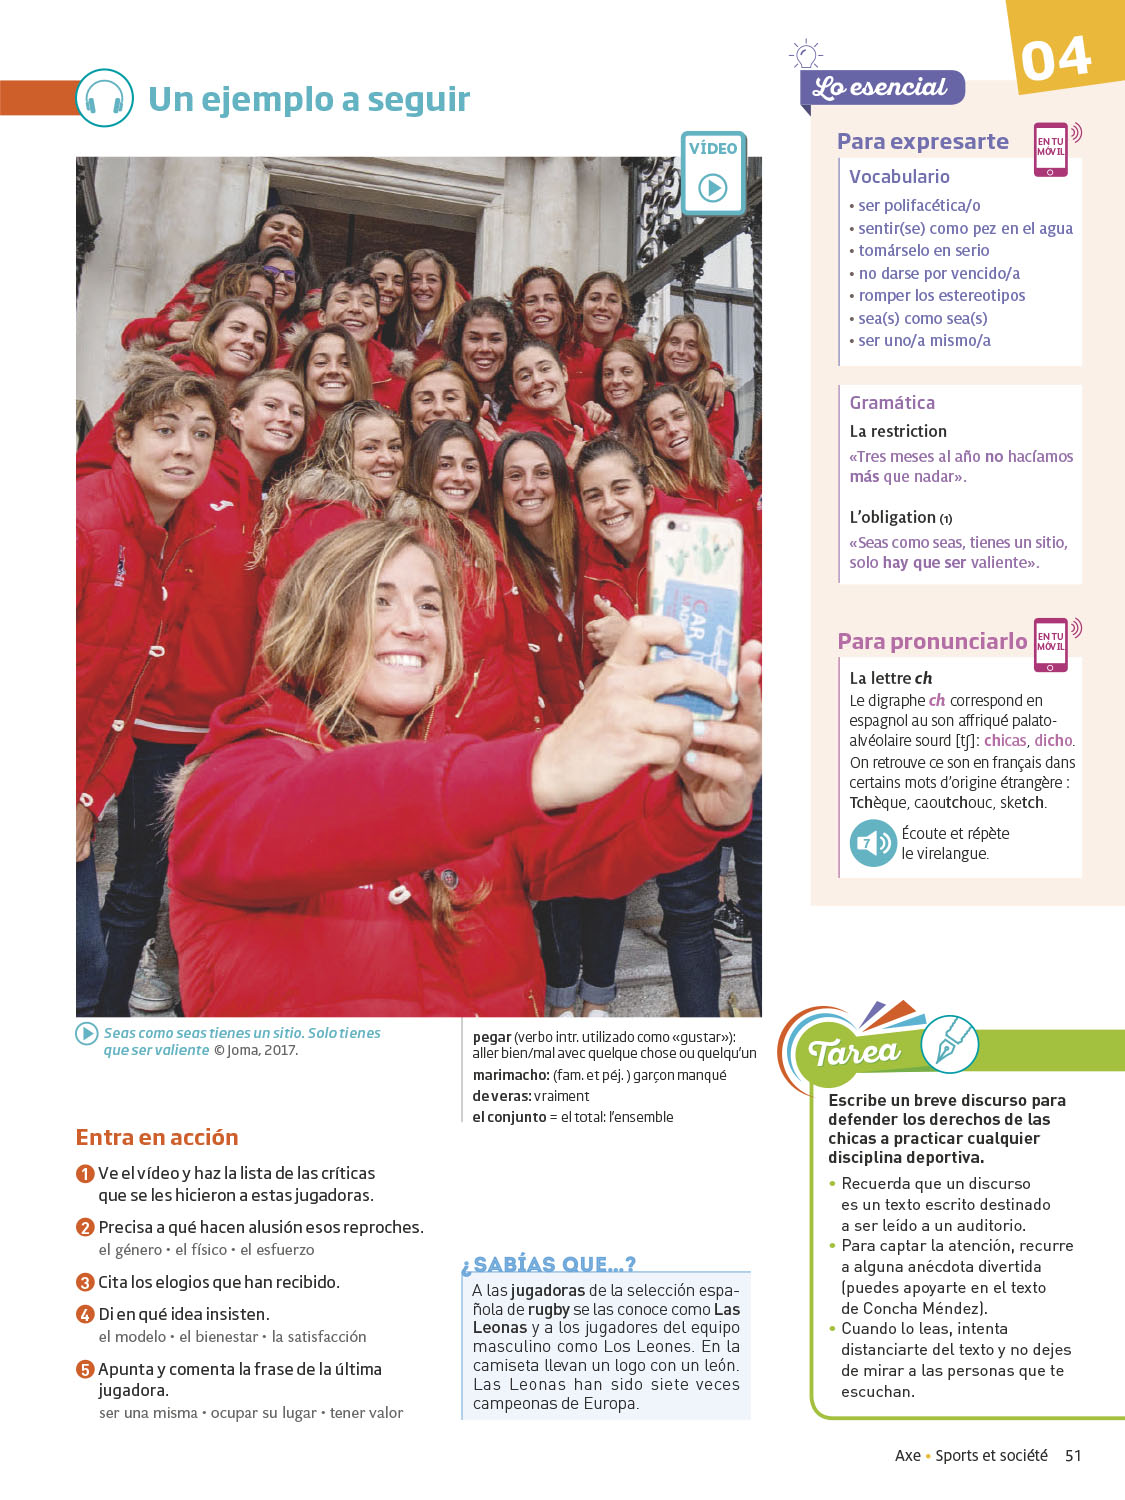 04
Un ejemplo a seguir
VÍDEO
CAR
Seas como seas tienes un sitio. Solo tienes
que ser valiente © Joma, 2017.
pegar (verbo intr. utilizado como «gustar»):
aller bien/mal avec quelque chose ou quelqu'un
marimacho: (fam. et péj. ) garçon manqué
de veras: vraiment
el conjunto = el total: l'ensemble
Entra en acción
1 Ve el vídeo y haz la lista de las críticas
que se les hicieron a estas jugadoras.
2 Precisa a qué hacen alusión esos reproches.
el género • el físico • el esfuerzo
3 Cita los elogios que han recibido.
4 Di en qué idea insisten.
el modelo • el bienestar • la satisfacción
5 Apunta y comenta la frase de la última
jugadora.
ser una misma • ocupar su lugar • tener valor
¿SABÍAS QUE...?
A las jugadoras de la selección espa-
ñola de rugby se las conoce como Las
Leonas y a los jugadores del equipo
masculino como Los Leones. En la
camiseta llevan un logo con un león.
Las Leonas han sido siete veces
campeonas de Europa.
Lo esencial
Para expresarte
EN TU
MÓVIL
Vocabulario
• ser polifacética/o
• sentir(se) como pez en el agua
• tomárselo en serio
• no darse por vencido/a
• romper los estereotipos
• sea(s) como sea(s)
• ser uno/a mismo/a
Gramática
La restriction
«Tres meses al año no hacíamos
más que nadar».
L'obligation (1)
«Seas como seas, tienes un sitio,
solo hay que ser valiente».
Para pronunciarlo
EN TU
MÓVIL
La lettre ch
Le digraphe ch correspond en
espagnol au son affriqué palato-
alvéolaire sourd [tʃ]: chicas, dicho.
On retrouve ce son en français dans
certains mots d'origine étrangère :
Tchèque, caoutchouc, sketch.
7
Écoute et répète
le virelangue.
Tarea
Escribe un breve discurso para
defender los derechos de las
chicas a practicar cualquier
disciplina deportiva.
• Recuerda que un discurso
es un texto escrito destinado
a ser leído a un auditorio.
• Para captar la atención, recurre
a alguna anécdota divertida
(puedes apoyarte en el texto
de Concha Méndez).
• Cuando lo leas, intenta
distanciarte del texto y no dejes
de mirar a las personas que te
escuchan.
Axe • Sports et société 51